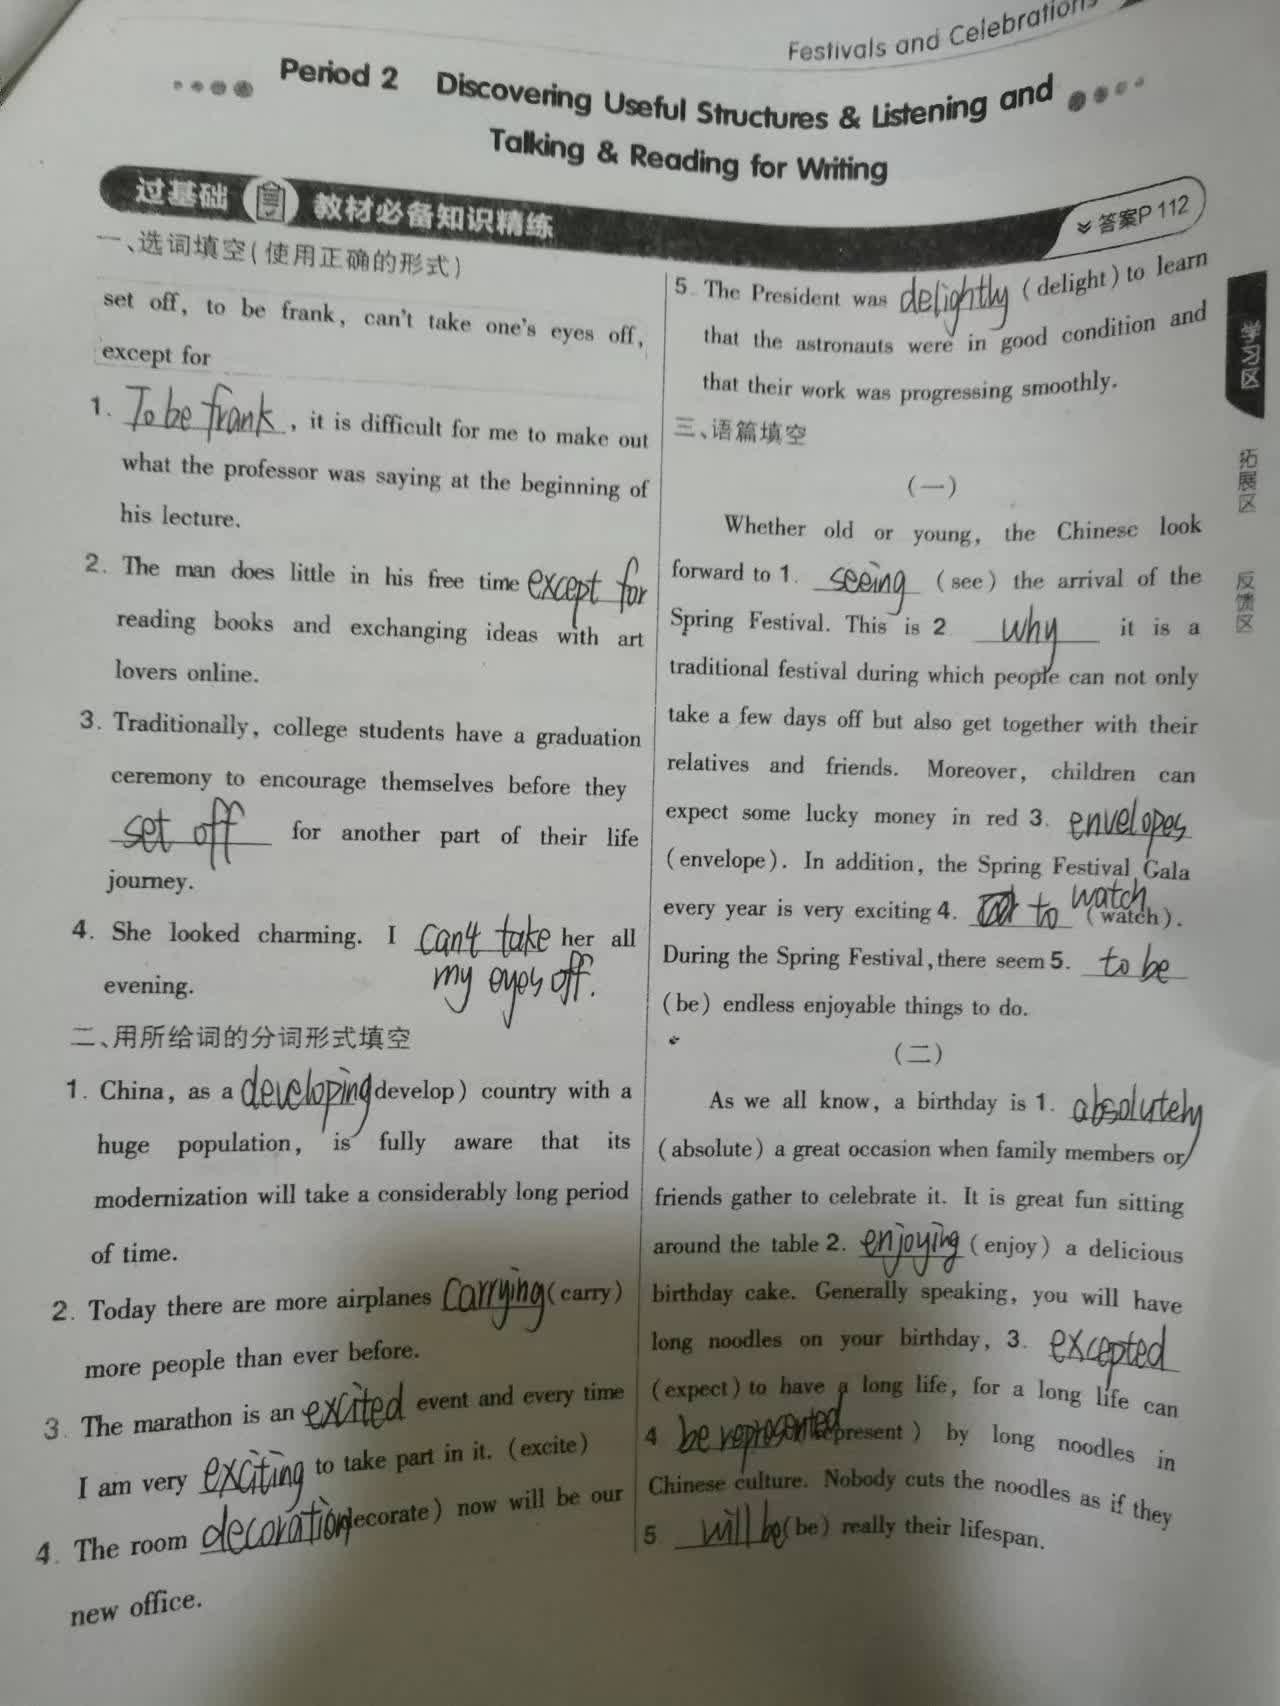 Festivals and Celebrations
Period 2 Discovering Useful Structures & Listening and
Talking & Reading for Writing
过基础 教材必备知识精练
答案P 112
一、选词填空(使用正确的形式)
set off, to be frank, can't take one's eyes off,
except for
1. To be frank, it is difficult for me to make out
what the professor was saying at the beginning of
his lecture.
2. The man does little in his free time except for
reading books and exchanging ideas with art
lovers online.
3. Traditionally, college students have a graduation
ceremony to encourage themselves before they
set off for another part of their life
journey.
4. She looked charming. I can't take her all
my eyes off.
evening.
二、用所给词的分词形式填空
1. China, as a developing develop) country with a
huge population, is fully aware that its
modernization will take a considerably long period
of time.
2. Today there are more airplanes carrying (carry)
more people than ever before.
3. The marathon is an excited event and every time
I am very exciting to take part in it. (excite)
4. The room decoration decorate) now will be our
new office.
5. The President was delightly (delight) to learn
that the astronauts were in good condition and
that their work was progressing smoothly.
三、语篇填空
(一)
Whether old or young, the Chinese look
forward to 1. seeing (see) the arrival of the
Spring Festival. This is 2 why it is a
traditional festival during which people can not only
take a few days off but also get together with their
relatives and friends. Moreover, children can
expect some lucky money in red 3. envelopes
(envelope). In addition, the Spring Festival Gala
every year is very exciting 4. to watch (watch).
During the Spring Festival, there seem 5. to be
(be) endless enjoyable things to do.
(二)
As we all know, a birthday is 1. absolutely
(absolute) a great occasion when family members or
friends gather to celebrate it. It is great fun sitting
around the table 2. enjoying (enjoy) a delicious
birthday cake. Generally speaking, you will have
long noodles on your birthday, 3. excepted
(expect) to have a long life, for a long life can
4 be represented epresent) by long noodles in
Chinese culture. Nobody cuts the noodles as if they
5 will be (be) really their lifespan.
学习区
拓展区
反馈区